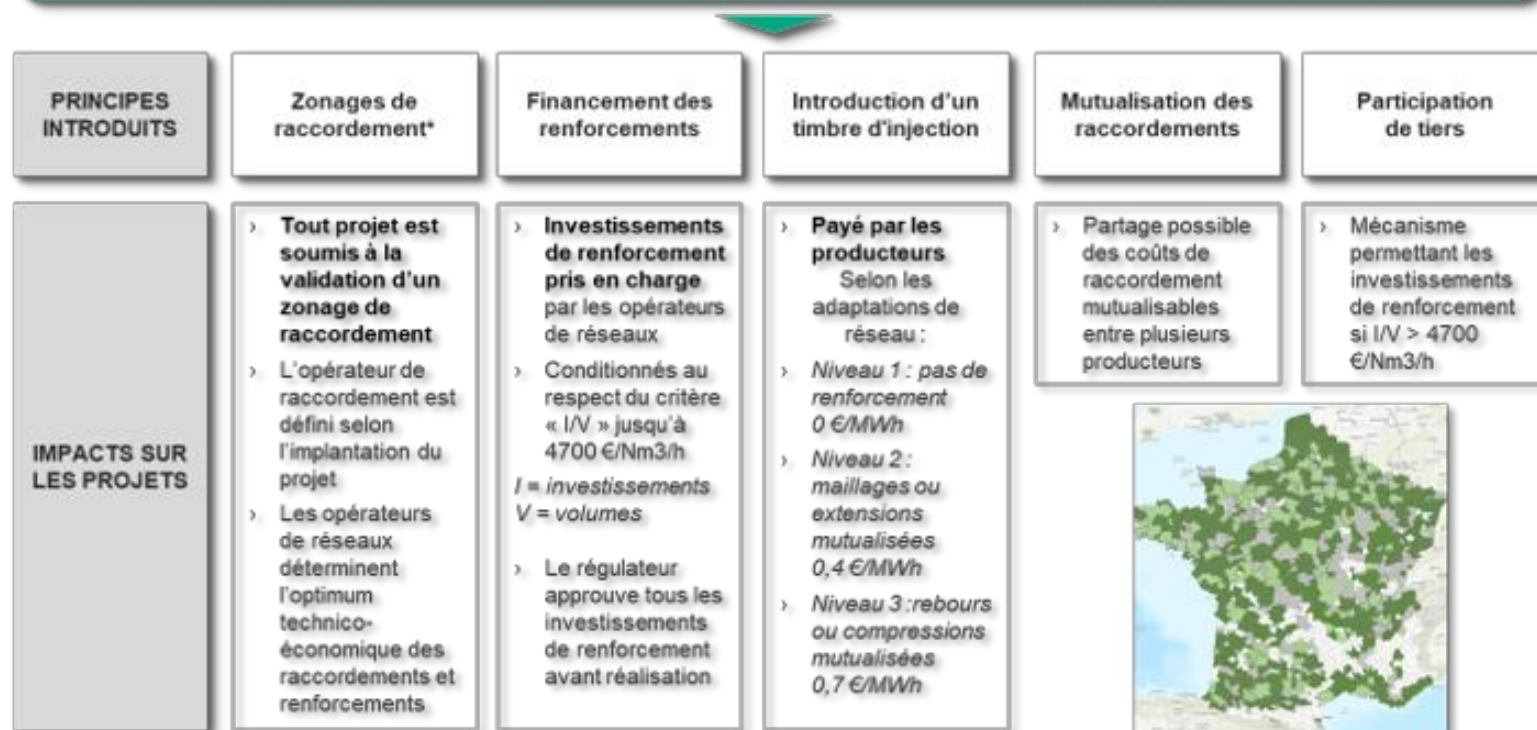 PRINCIPES
INTRODUITS
Zonages de
raccordement*
Financement des
renforcements
Introduction d'un
timbre d'injection
Mutualisation des
raccordements
Participation
de tiers
IMPACTS SUR
LES PROJETS
› Tout projet est
soumis à la
validation d'un
zonage de
raccordement
› L'opérateur de
raccordement est
défini selon
l'implantation du
projet
› Les opérateurs
de réseaux
déterminent
l'optimum
technico-
économique des
raccordements et
renforcements
› Investissements
de renforcement
pris en charge
par les opérateurs
de réseaux
› Conditionnés au
respect du critère
« I/V » jusqu'à
4700 €/Nm3/h
I = investissements
V = volumes
› Le régulateur
approuve tous les
investissements
de renforcement
avant réalisation
› Payé par les
producteurs
Selon les
adaptations de
réseau :
› Niveau 1 : pas de
renforcement
0 €/MWh
› Niveau 2 :
maillages ou
extensions
mutualisées
0,4 €/MWh
› Niveau 3 :rebours
ou compressions
mutualisées
0,7 €/MWh
› Partage possible
des coûts de
raccordement
mutualisables
entre plusieurs
producteurs
› Mécanisme
permettant les
investissements
de renforcement
si I/V > 4700
€/Nm3/h